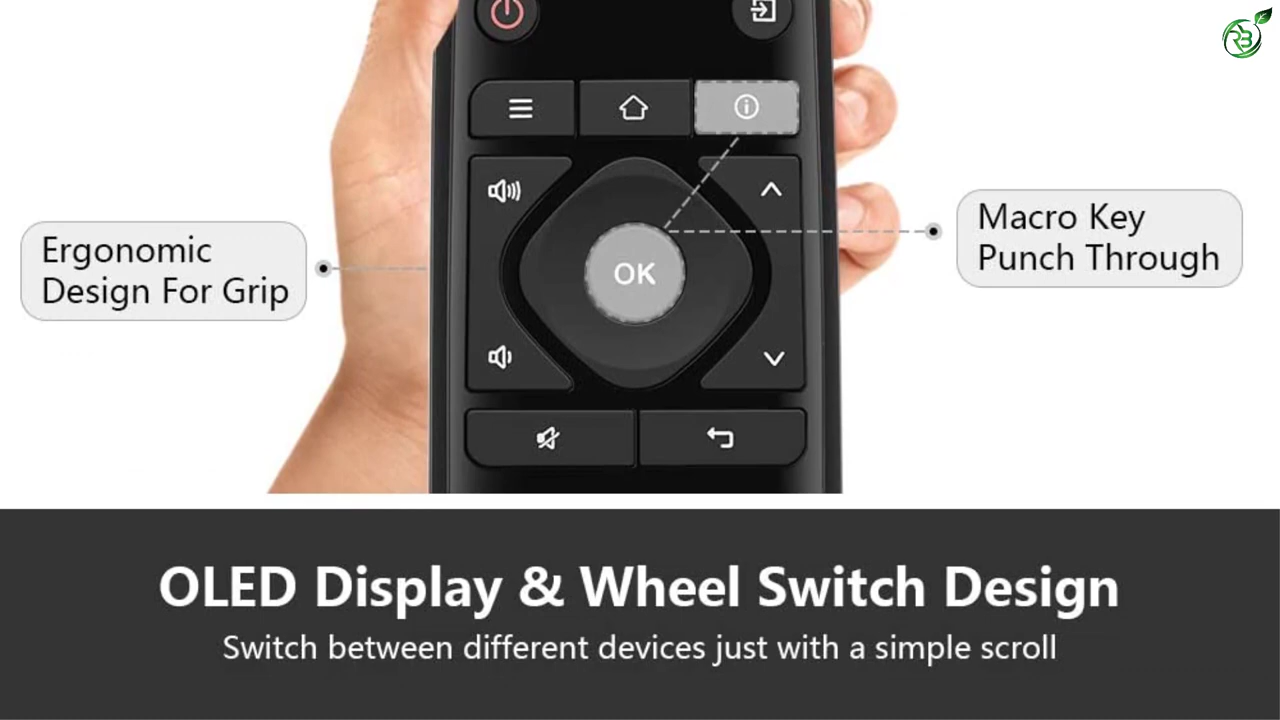 RB
OK
Ergonomic
Design For Grip
Macro Key
Punch Through
OLED Display & Wheel Switch Design
Switch between different devices just with a simple scroll